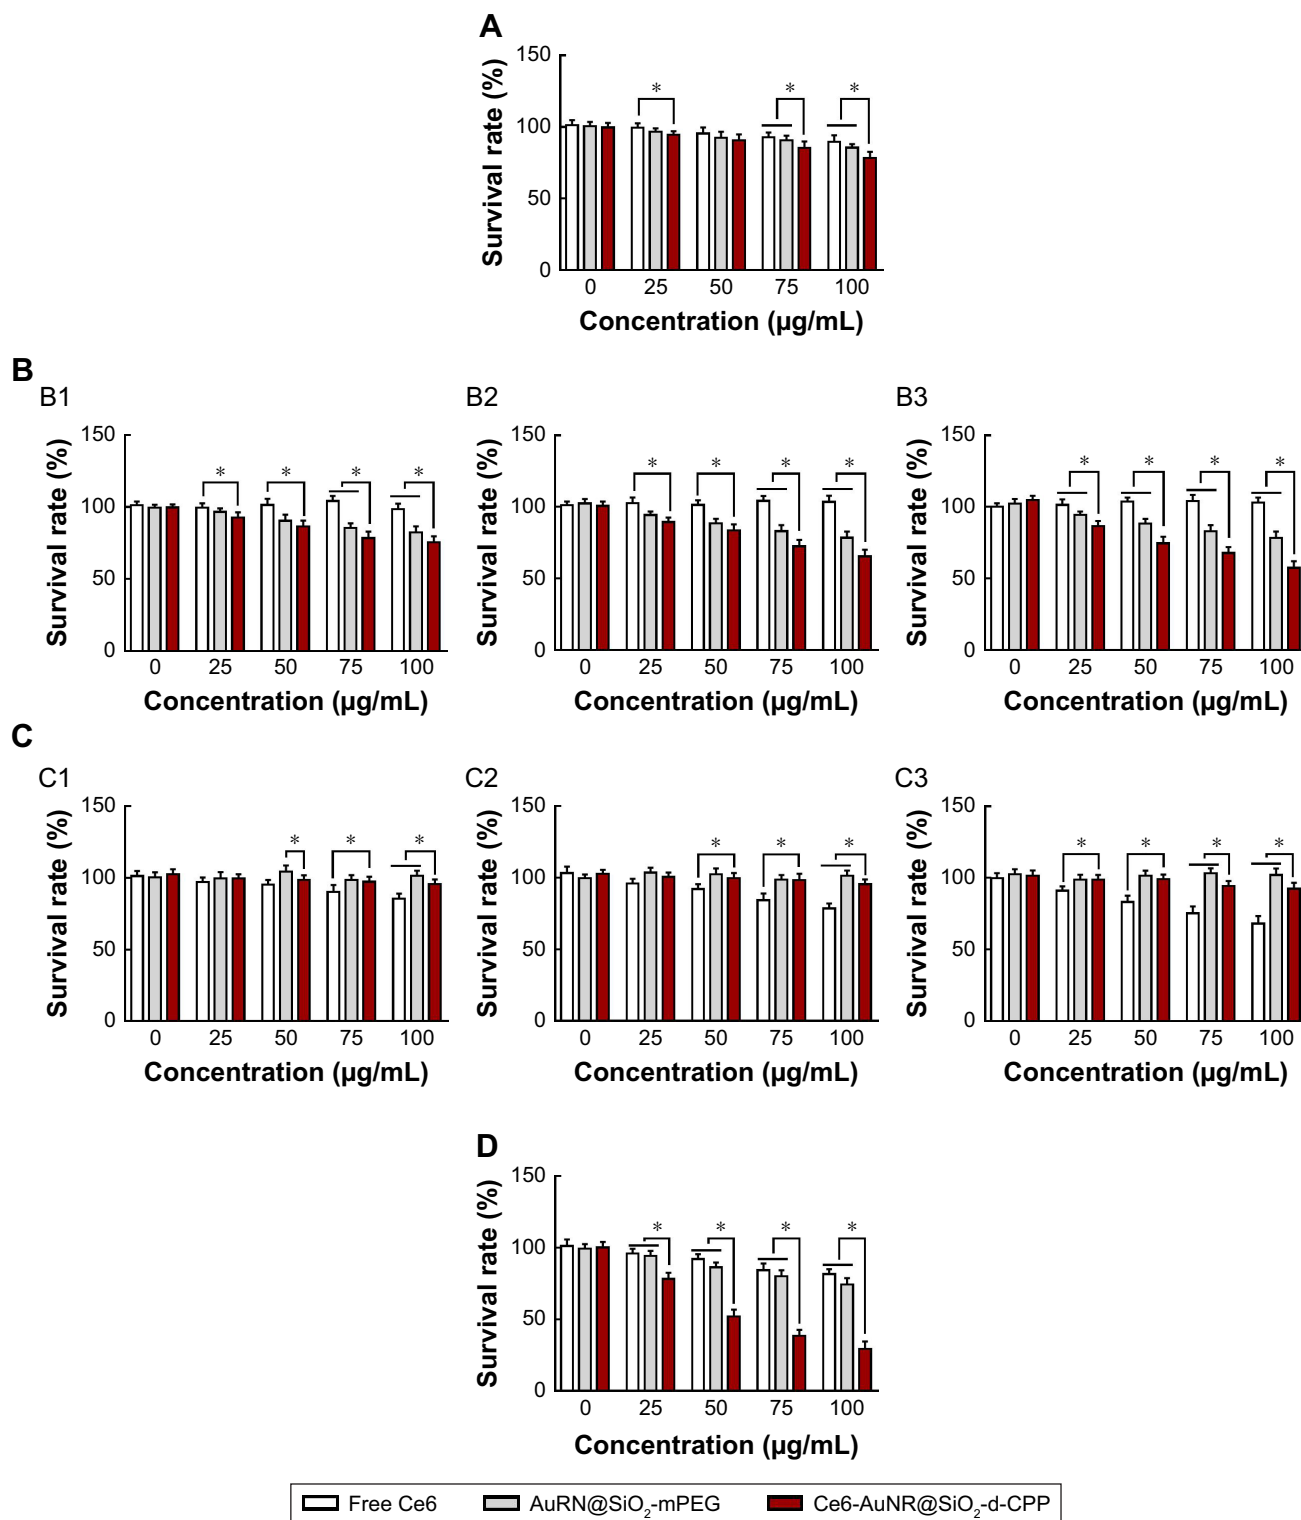 A
150
100
50
0
Survival rate (%)
* * *
0 25 50 75 100
Concentration (µg/mL)
B
B1
150
100
50
0
Survival rate (%)
* * * *
0 25 50 75 100
Concentration (µg/mL)
B2
150
100
50
0
Survival rate (%)
* * * *
0 25 50 75 100
Concentration (µg/mL)
B3
150
100
50
0
Survival rate (%)
* * * *
0 25 50 75 100
Concentration (µg/mL)
C
C1
150
100
50
0
Survival rate (%)
* * *
0 25 50 75 100
Concentration (µg/mL)
C2
150
100
50
0
Survival rate (%)
* * *
0 25 50 75 100
Concentration (µg/mL)
C3
150
100
50
0
Survival rate (%)
* * * *
0 25 50 75 100
Concentration (µg/mL)
D
150
100
50
0
Survival rate (%)
* * * *
0 25 50 75 100
Concentration (µg/mL)
Free Ce6 AuRN@SiO₂-mPEG Ce6-AuNR@SiO₂-d-CPP